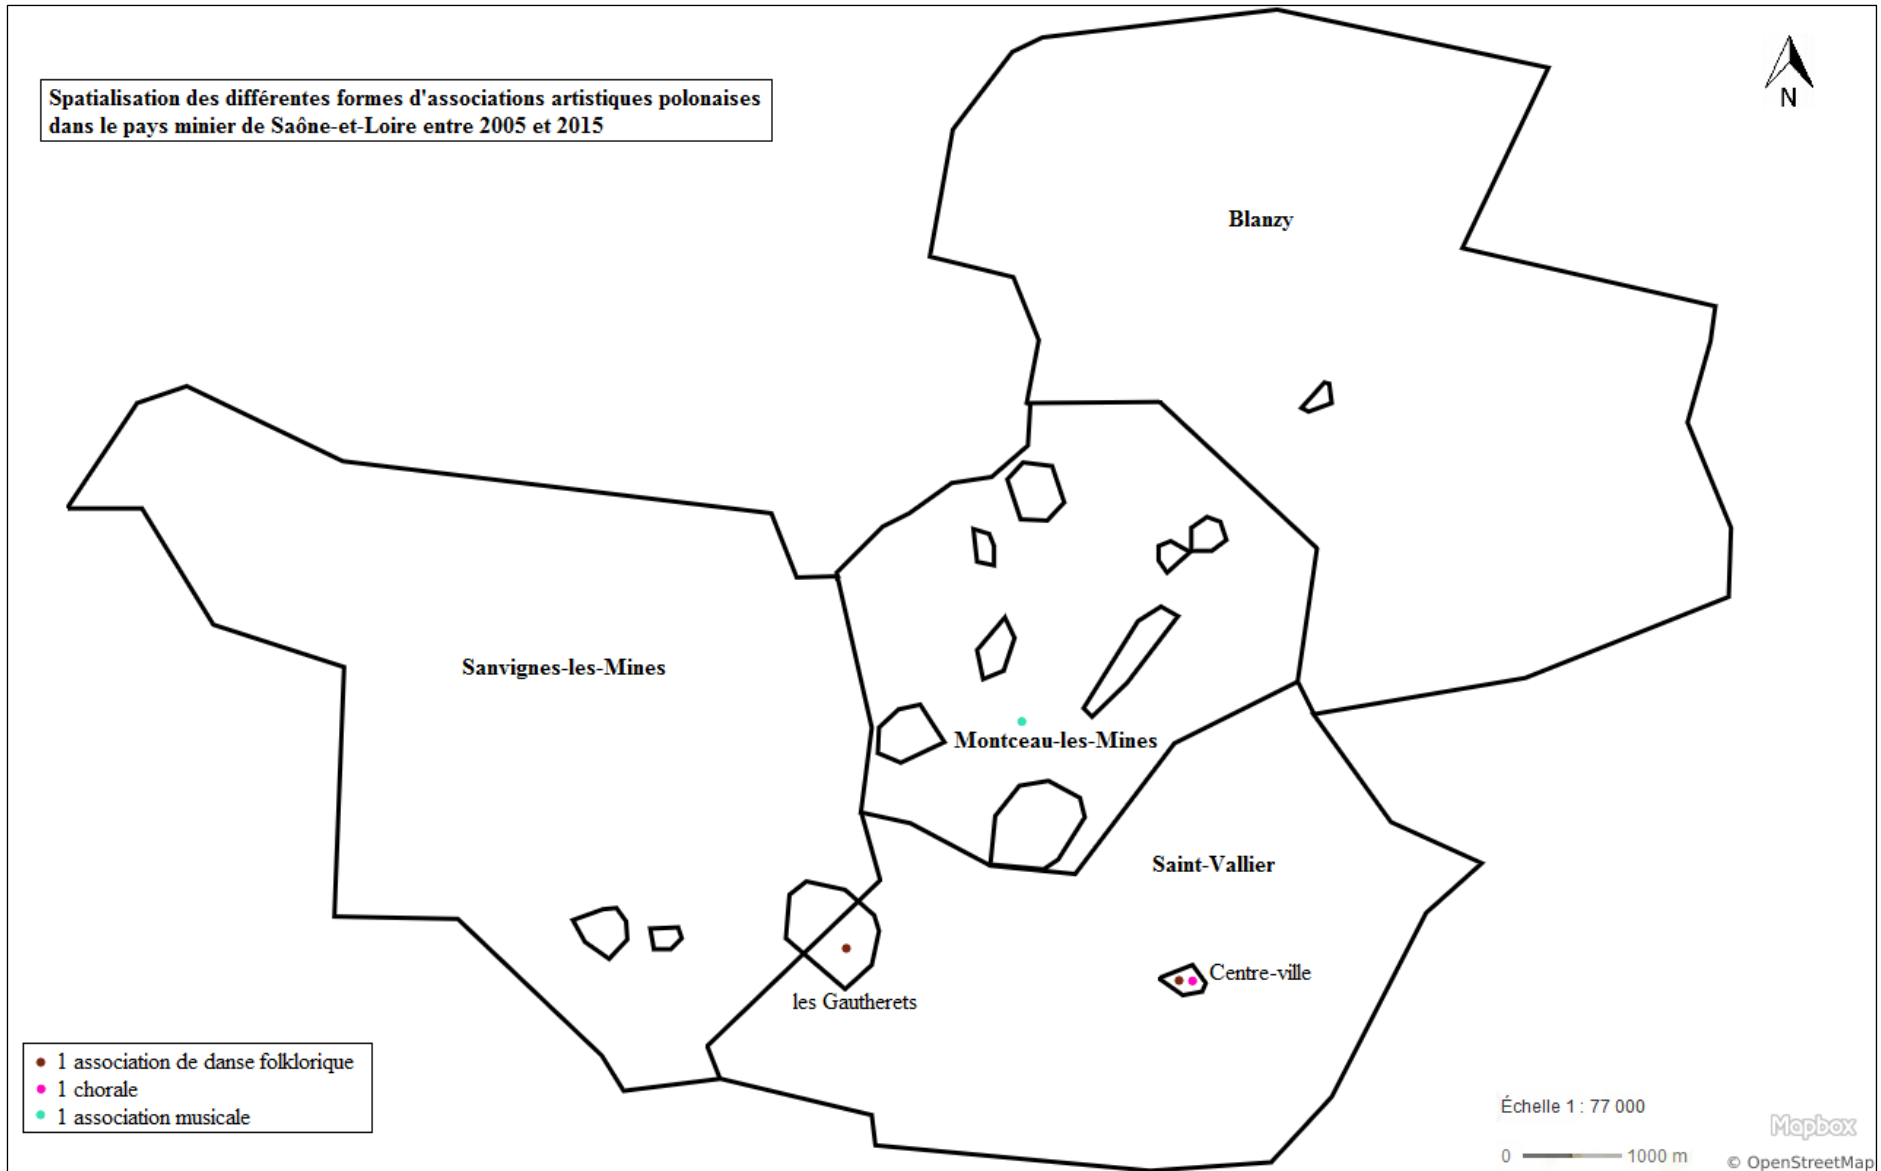 Spatialisation des différentes formes d'associations artistiques polonaises
dans le pays minier de Saône-et-Loire entre 2005 et 2015
N
Blanzy
Sanvignes-les-Mines
Montceau-les-Mines
Saint-Vallier
Centre-ville
les Gautherets
1 association de danse folklorique
1 chorale
1 association musicale
Échelle 1 : 77 000
0 1000 m
Mapbox
© OpenStreetMap